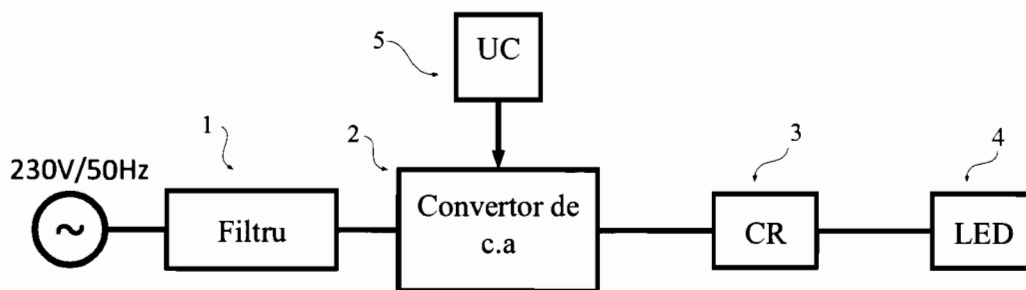 5
UC
1
2
3
4
230V/50Hz
~
Filtru
Convertor de
c.a
CR
LED